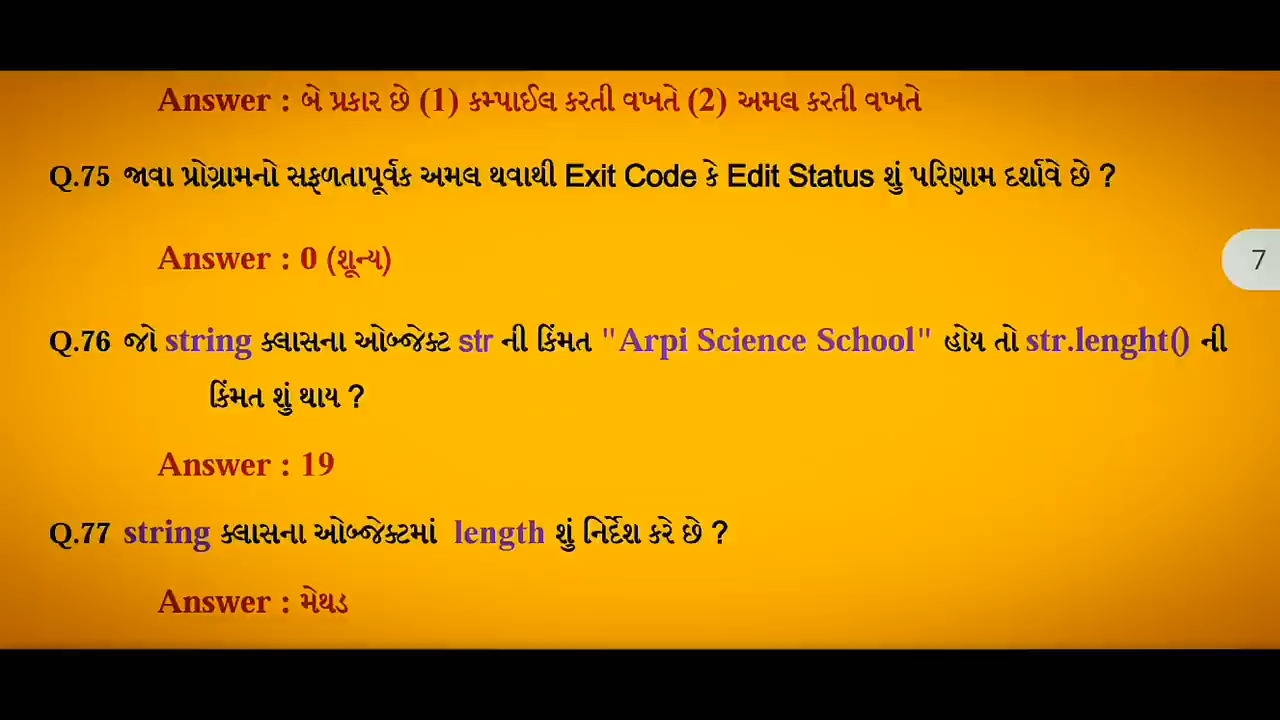 Answer : બે પ્રકાર છે (1) કમ્પાઈલ કરતી વખતે (2) અમલ કરતી વખતે
Q.75 જાવા પ્રોગ્રામનો સફળતાપૂર્વક અમલ થવાથી Exit Code કે Edit Status શું પરિણામ દર્શાવે છે ?
Answer : 0 (શૂન્ય)
7
Q.76 જો string ક્લાસના ઓબ્જેક્ટ str ની કિંમત "Arpi Science School" હોય તો str.lenght() ની
કિંમત શું થાય ?
Answer : 19
Q.77 string ક્લાસના ઓબ્જેક્ટમાં length શું નિર્દેશ કરે છે ?
Answer : મેથડ